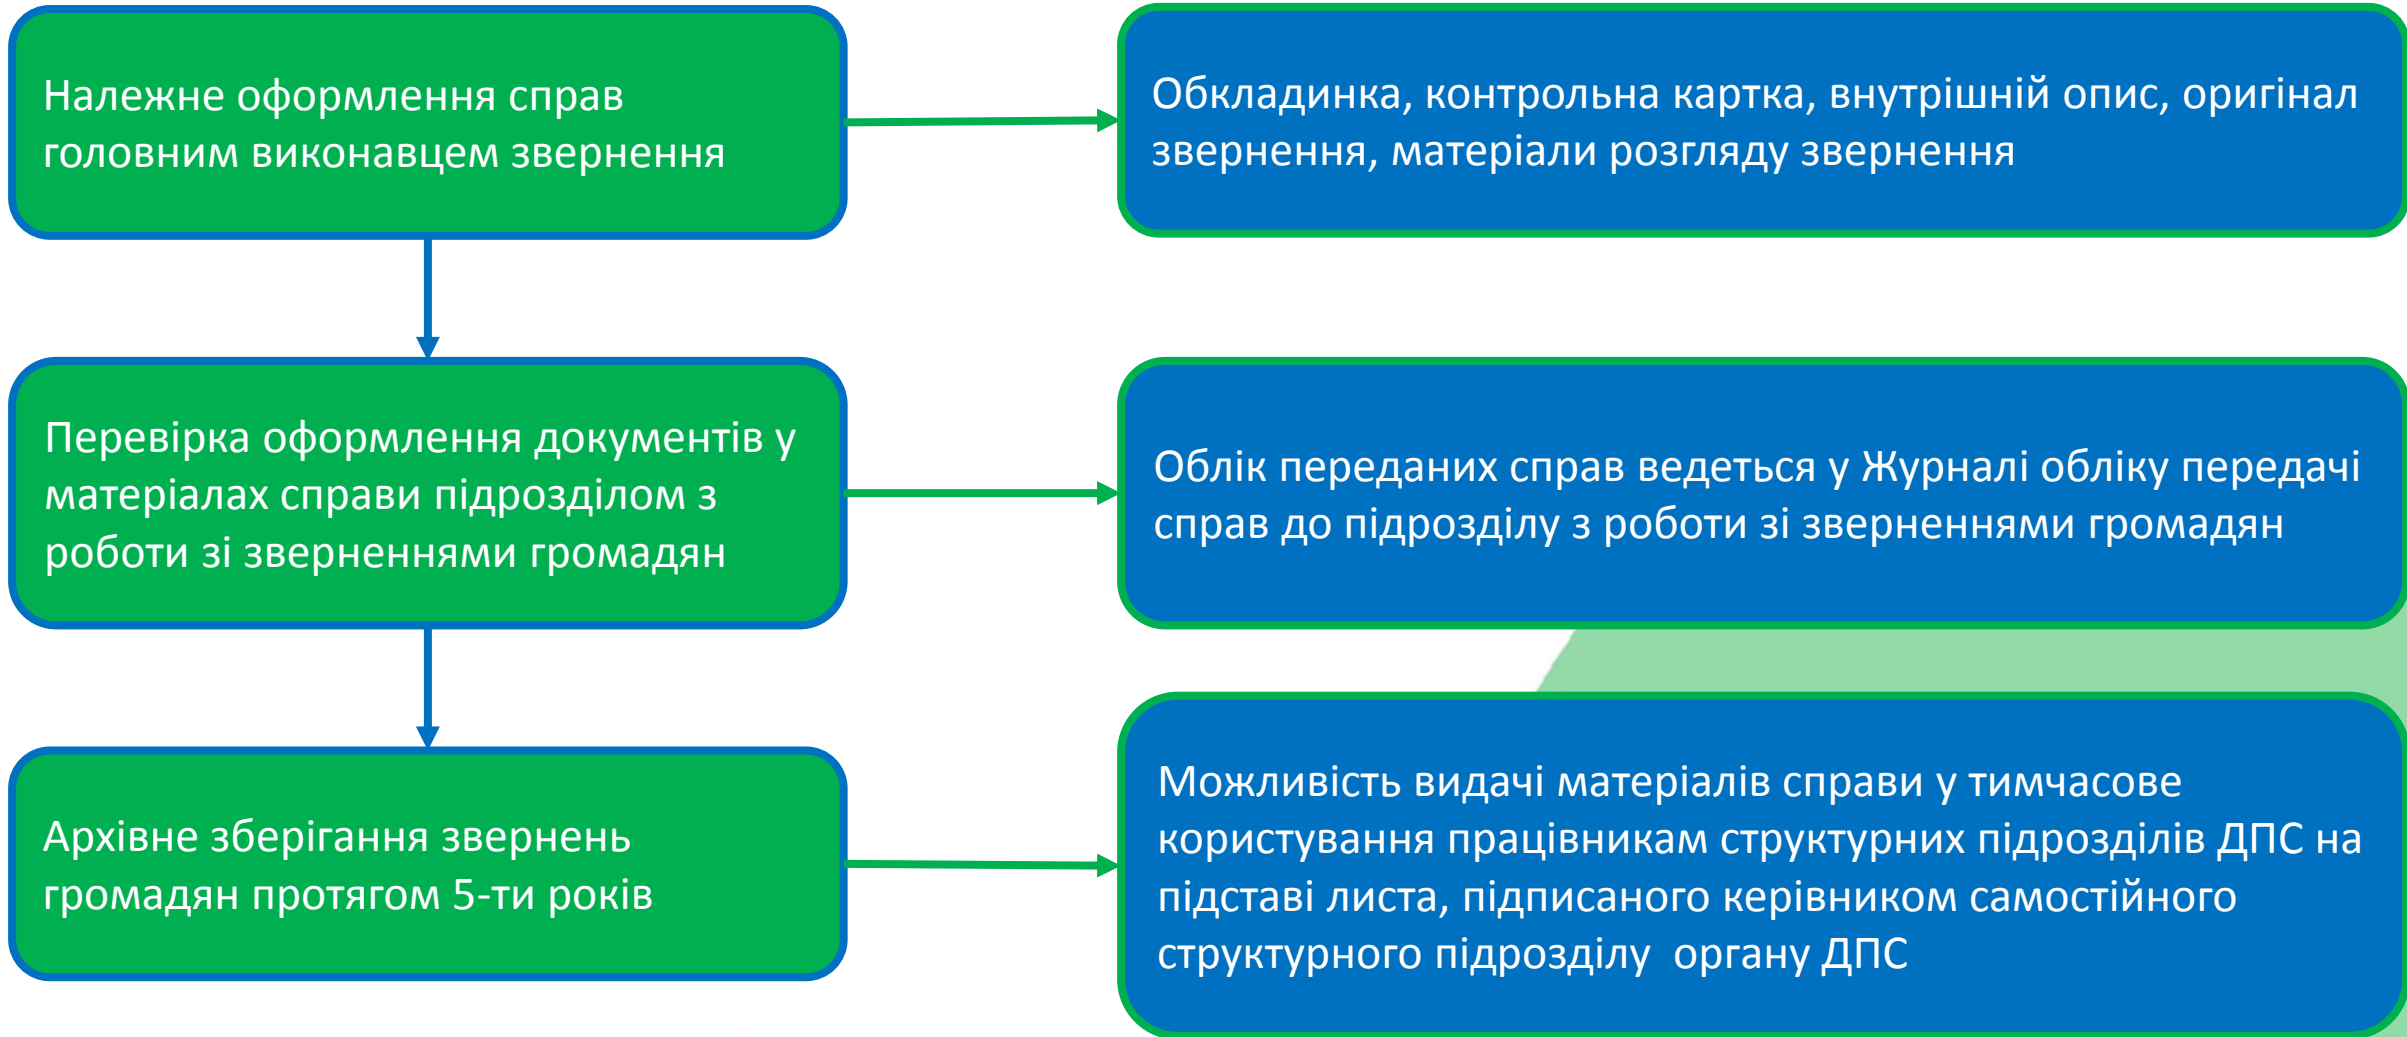 Належне оформлення справ
головним виконавцем звернення
Обкладинка, контрольна картка, внутрішній опис, оригінал
звернення, матеріали розгляду звернення
Перевірка оформлення документів у
матеріалах справи підрозділом з
роботи зі зверненнями громадян
Облік переданих справ ведеться у Журналі обліку передачі
справ до підрозділу з роботи зі зверненнями громадян
Архівне зберігання звернень
громадян протягом 5-ти років
Можливість видачі матеріалів справи у тимчасове
користування працівникам структурних підрозділів ДПС на
підставі листа, підписаного керівником самостійного
структурного підрозділу  органу ДПС